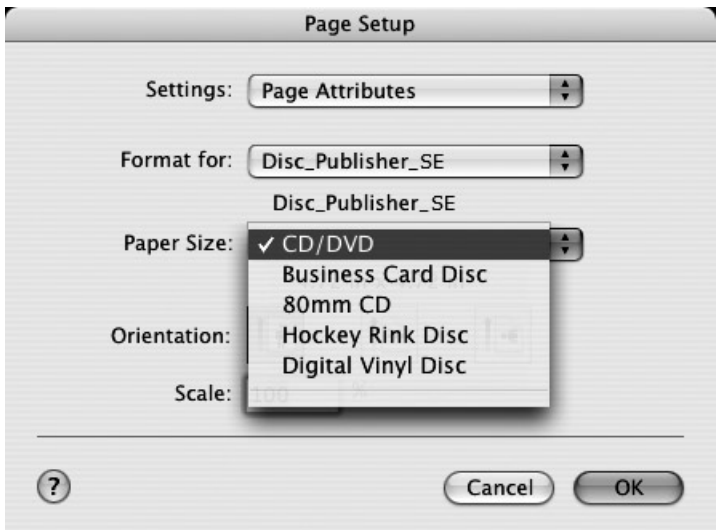 Page Setup
Settings: Page Attributes
Format for: Disc_Publisher_SE
Disc_Publisher_SE
Paper Size: ✓ CD/DVD
Business Card Disc
80mm CD
Orientation: Hockey Rink Disc
Digital Vinyl Disc
Scale: 100 %
? Cancel OK